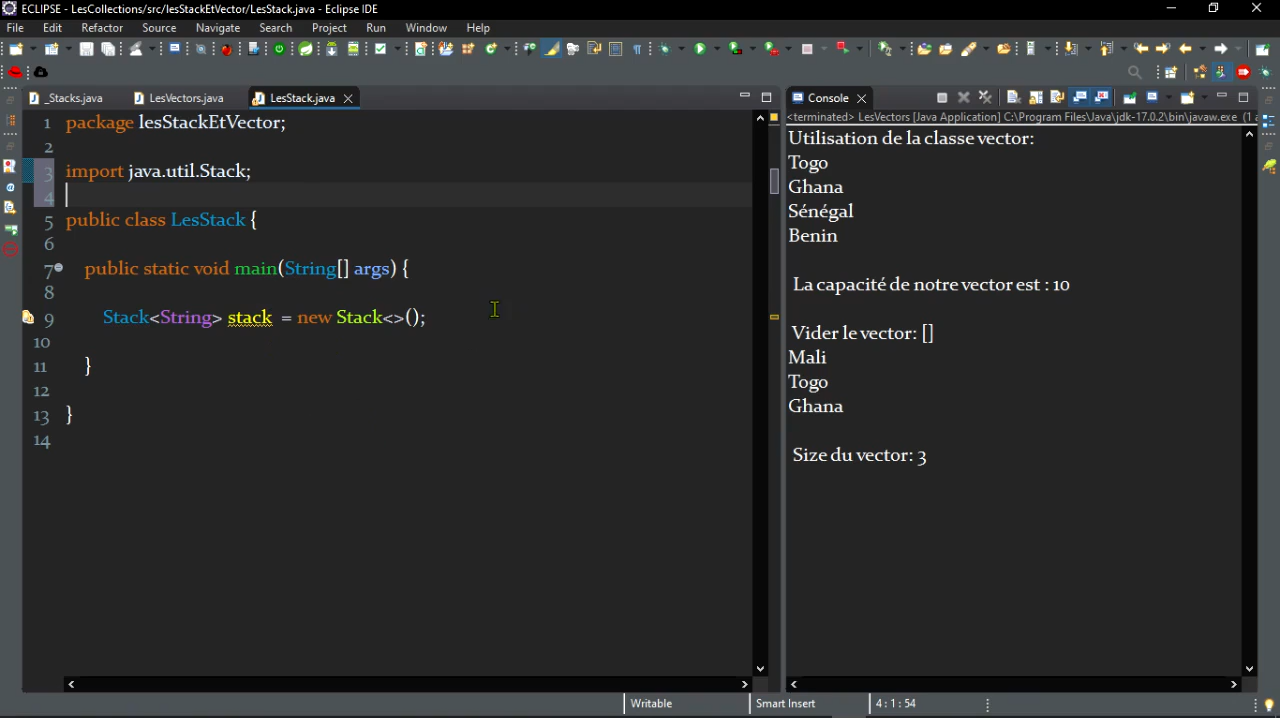 ECLIPSE - LesCollections/src/lesStackEtVector/LesStack.java - Eclipse IDE
File Edit Refactor Source Navigate Search Project Run Window Help
_Stacks.java LesVectors.java LesStack.java
1 package lesStackEtVector;
2
3 import java.util.Stack;
4
5 public class LesStack {
6
7 public static void main(String[] args) {
8
9 Stack<String> stack = new Stack<>();
10
11 }
12
13 }
14
Console
<terminated> LesVectors [Java Application] C:\Program Files\Java\jdk-17.0.2\bin\javaw.exe (1 a
Utilisation de la classe vector:
Togo
Ghana
Sénégal
Benin
La capacité de notre vector est : 10
Vider le vector: []
Mali
Togo
Ghana
Size du vector: 3
Writable Smart Insert 4 : 1 : 54